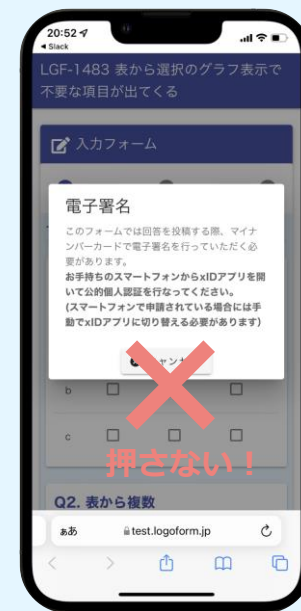 20:52
◀ Slack
LGF-1483 表から選択のグラフ表示で
不要な項目が出てくる
入力フォーム
電子署名
このフォームでは回答を投稿する際、マイナ
ンバーカードで電子署名を行っていただく必
要があります。
お手持ちのスマートフォンからxIDアプリを開
いて公的個人認証を行なってください。
(スマートフォンで申請されている場合には手
動でxIDアプリに切り替える必要があります)
b
c
押さない！
Q2. 表から複数
ぁあ test.logoform.jp